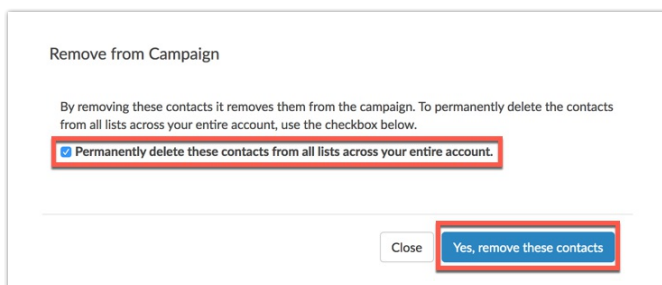 Remove from Campaign
By removing these contacts it removes them from the campaign. To permanently delete the contacts
from all lists across your entire account, use the checkbox below.
Permanently delete these contacts from all lists across your entire account.
Close
Yes, remove these contacts